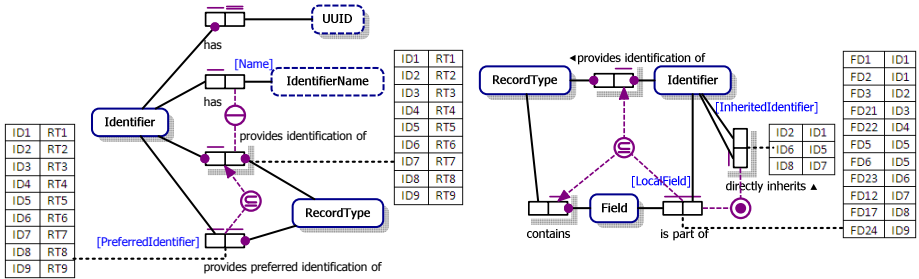 UUID
has
[Name]
IdentifierName
has
Identifier
provides identification of
RecordType
[PreferredIdentifier]
provides preferred identification of
ID1 RT1
ID2 RT2
ID3 RT3
ID4 RT4
ID5 RT5
ID6 RT6
ID7 RT7
ID8 RT8
ID9 RT9
ID1 RT1
ID2 RT2
ID3 RT3
ID4 RT4
ID5 RT5
ID6 RT6
ID7 RT7
ID8 RT8
ID9 RT9
◄provides identification of
RecordType
Identifier
[InheritedIdentifier]
ID2 ID1
ID6 ID5
ID8 ID7
directly inherits ▲
[LocalField]
Field
contains
is part of
FD1 ID1
FD2 ID1
FD3 ID2
FD21 ID3
FD22 ID4
FD5 ID5
FD6 ID5
FD23 ID6
FD12 ID7
FD17 ID8
FD24 ID9